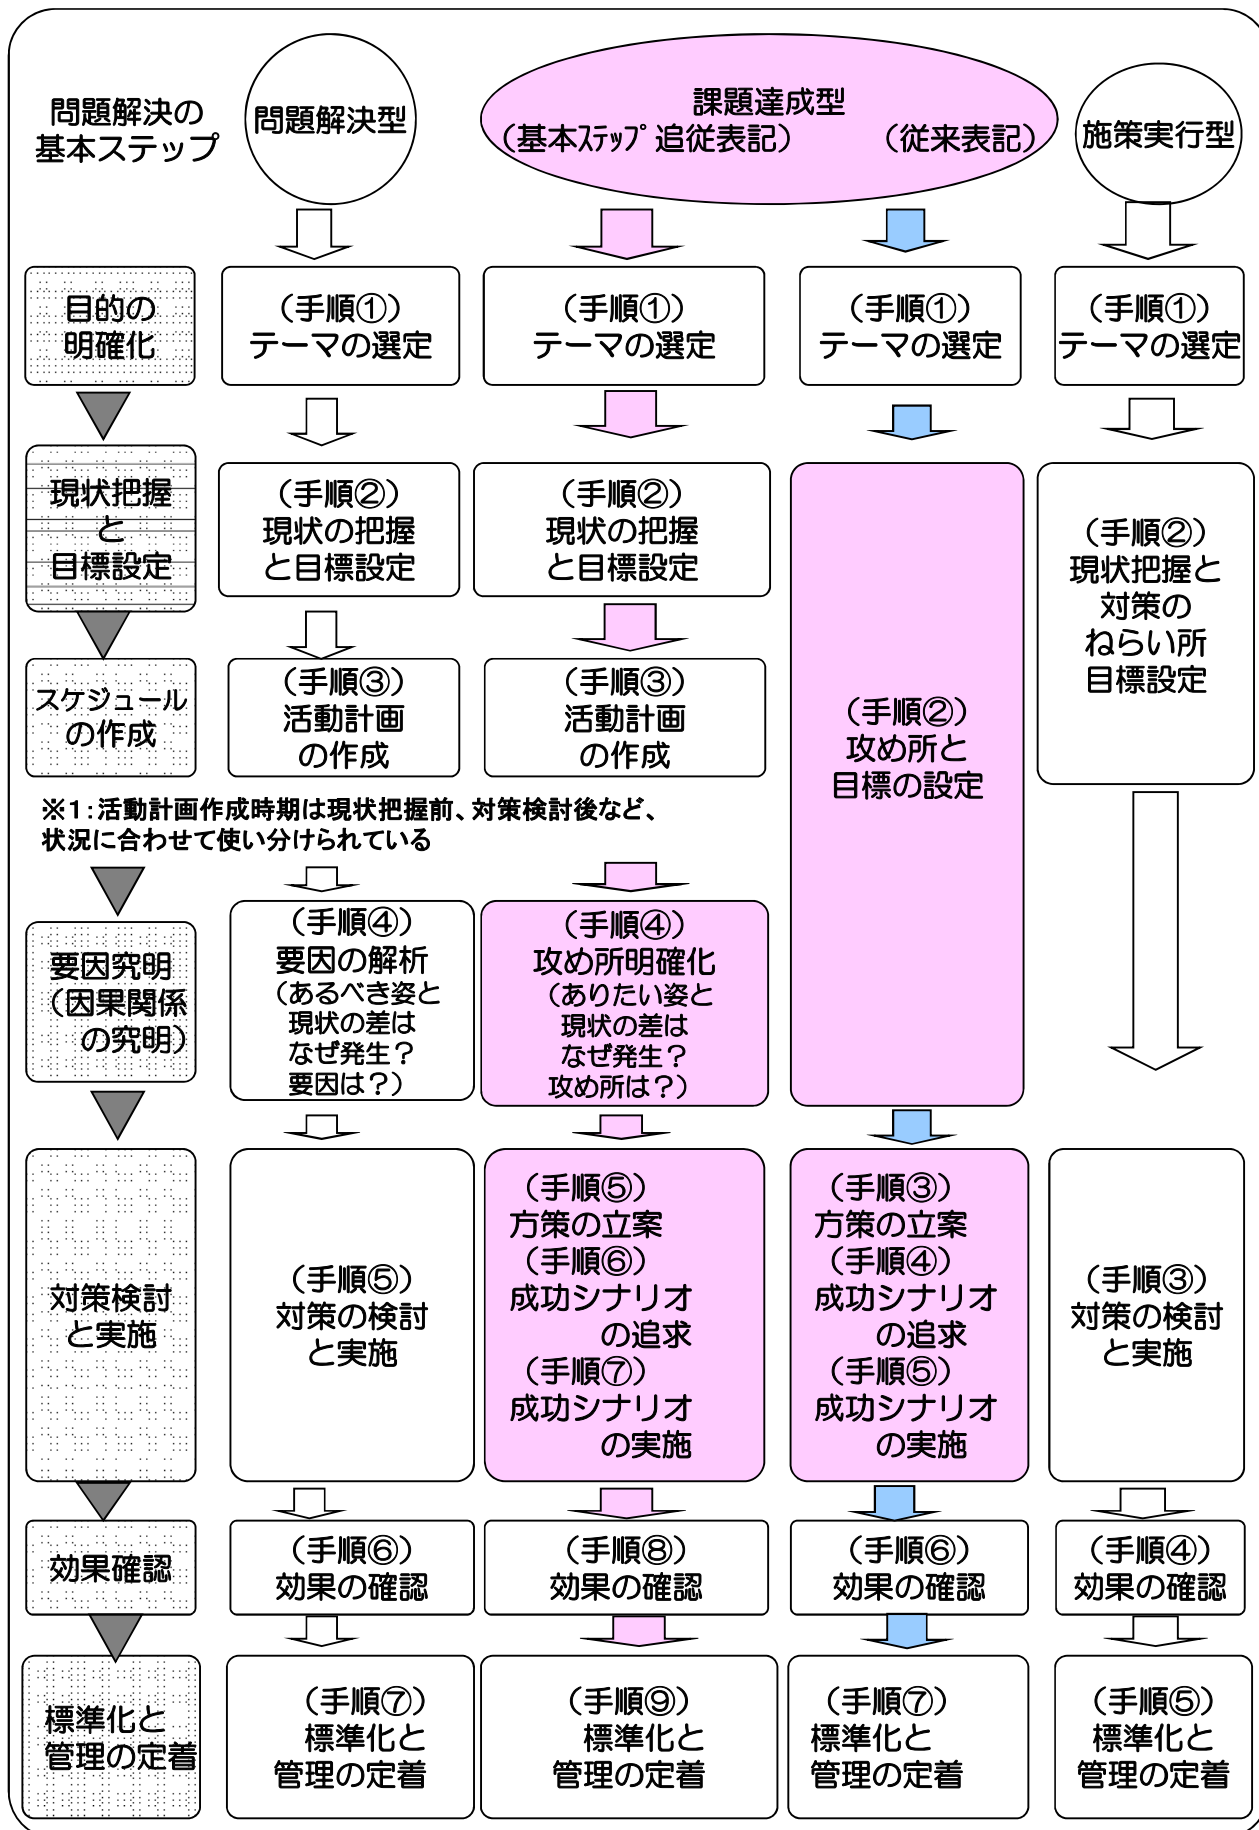 問題解決の
基本ステップ
問題解決型
課題達成型
（基本ｽﾃｯﾌﾟ追従表記）　（従来表記）
施策実行型
目的の
明確化
（手順①）
テーマの選定
（手順①）
テーマの選定
（手順①）
テーマの選定
（手順①）
テーマの選定
現状把握
と
目標設定
（手順②）
現状の把握
と目標設定
（手順②）
現状の把握
と目標設定
（手順②）
攻め所と
目標の設定
（手順②）
現状把握と
対策の
ねらい所
目標設定
スケジュール
の作成
（手順③）
活動計画
の作成
（手順③）
活動計画
の作成
※1：活動計画作成時期は現状把握前、対策検討後など、
状況に合わせて使い分けられている
要因究明
（因果関係
の究明）
（手順④）
要因の解析
（あるべき姿と
現状の差は
なぜ発生？
要因は？）
（手順④）
攻め所明確化
（ありたい姿と
現状の差は
なぜ発生？
攻め所は？）
対策検討
と実施
（手順⑤）
対策の検討
と実施
（手順⑤）
方策の立案
（手順⑥）
成功シナリオ
の追求
（手順⑦）
成功シナリオ
の実施
（手順③）
方策の立案
（手順④）
成功シナリオ
の追求
（手順⑤）
成功シナリオ
の実施
（手順③）
対策の検討
と実施
効果確認
（手順⑥）
効果の確認
（手順⑧）
効果の確認
（手順⑥）
効果の確認
（手順④）
効果の確認
標準化と
管理の定着
（手順⑦）
標準化と
管理の定着
（手順⑨）
標準化と
管理の定着
（手順⑦）
標準化と
管理の定着
（手順⑤）
標準化と
管理の定着